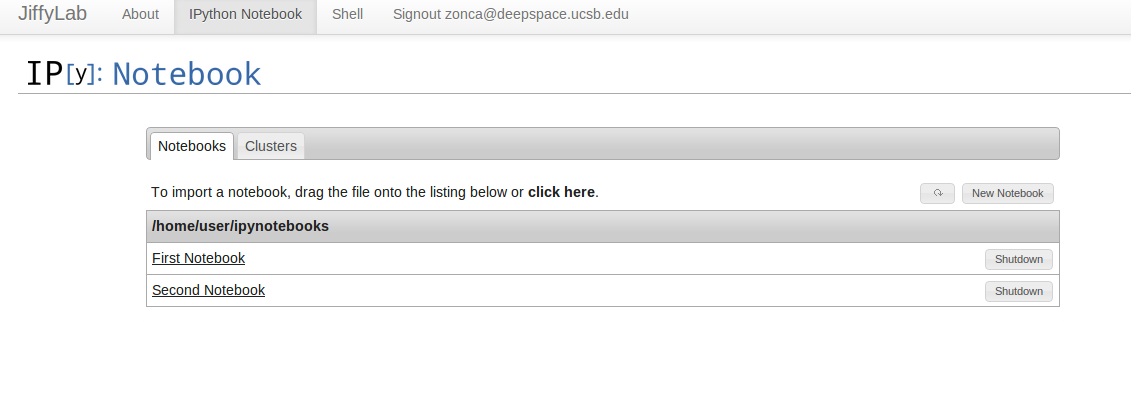 JiffyLab About IPython Notebook Shell Signout zonca@deepspace.ucsb.edu
IP[y]: Notebook
Notebooks Clusters
To import a notebook, drag the file onto the listing below or click here. New Notebook
/home/user/ipynotebooks
First Notebook Shutdown
Second Notebook Shutdown